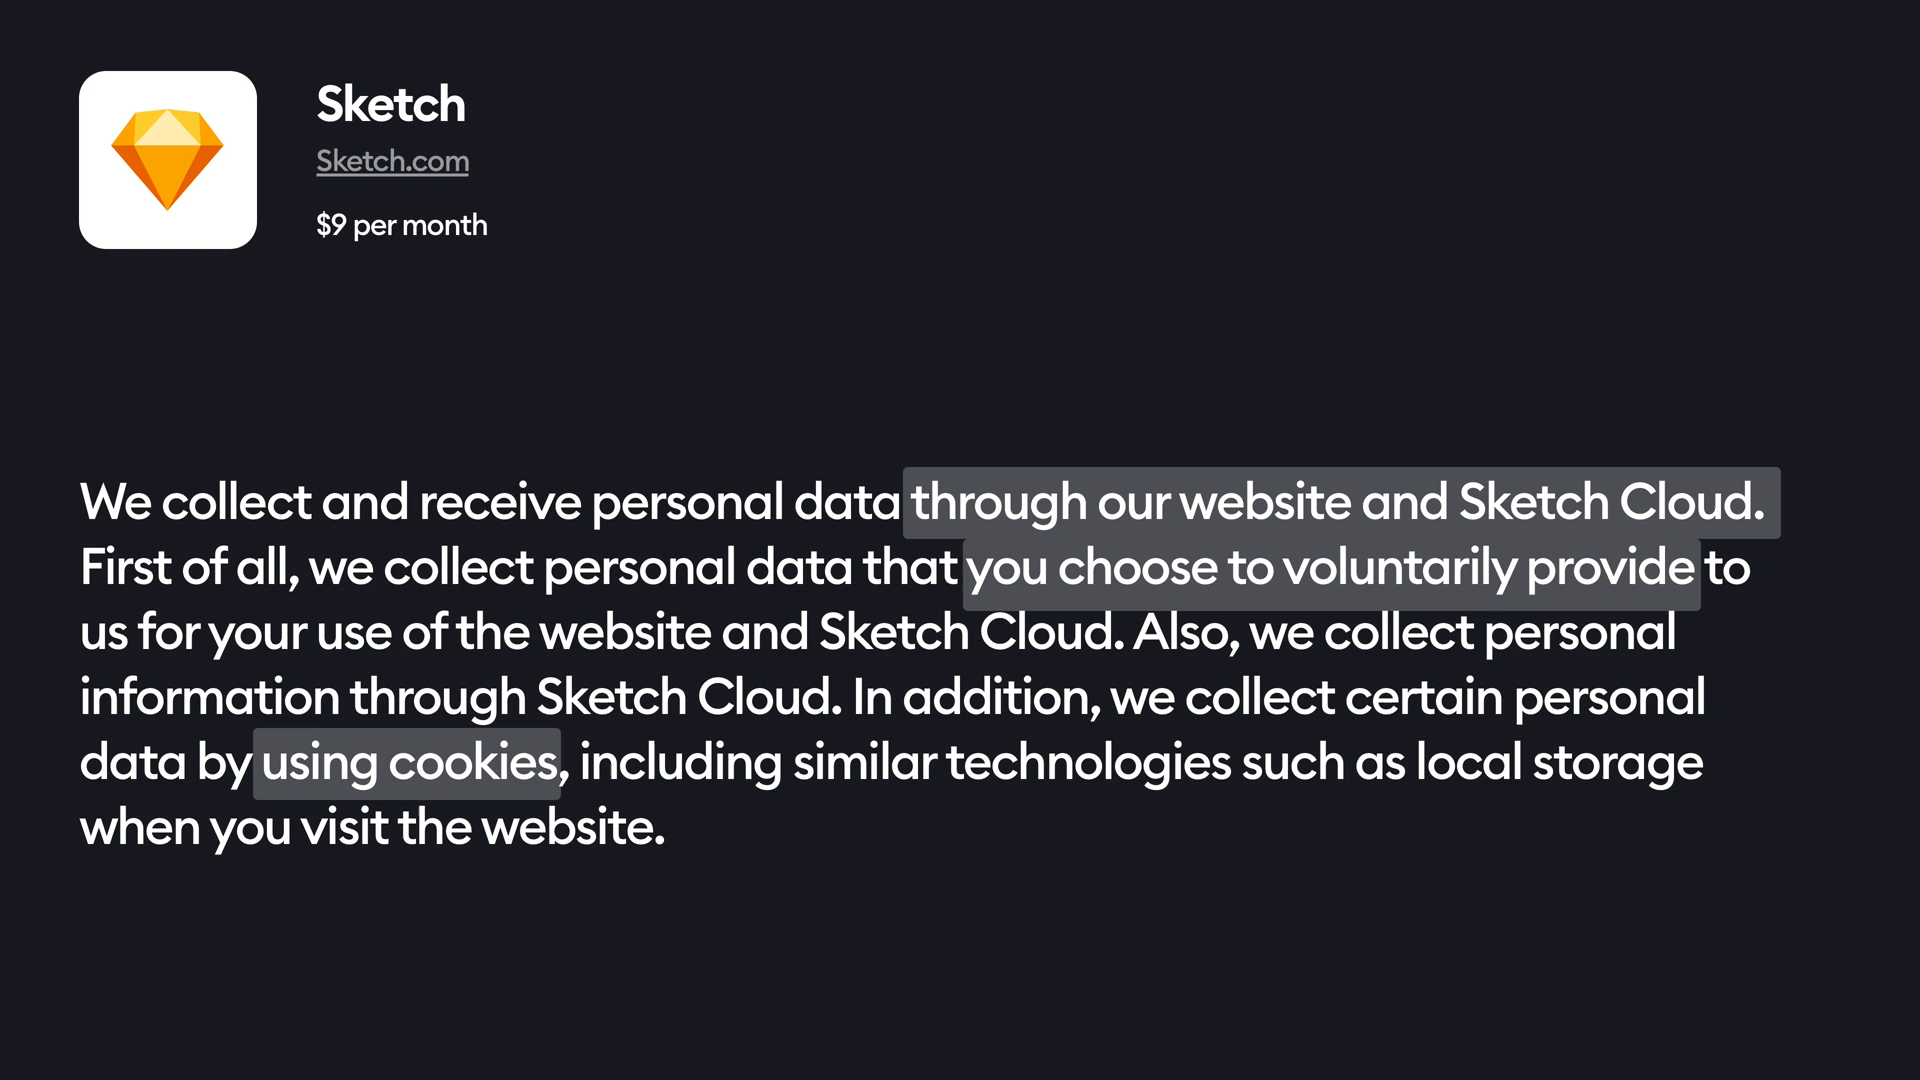 Sketch
Sketch.com
$9 per month
We collect and receive personal data through our website and Sketch Cloud.
First of all, we collect personal data that you choose to voluntarily provide to
us for your use of the website and Sketch Cloud. Also, we collect personal
information through Sketch Cloud. In addition, we collect certain personal
data by using cookies, including similar technologies such as local storage
when you visit the website.